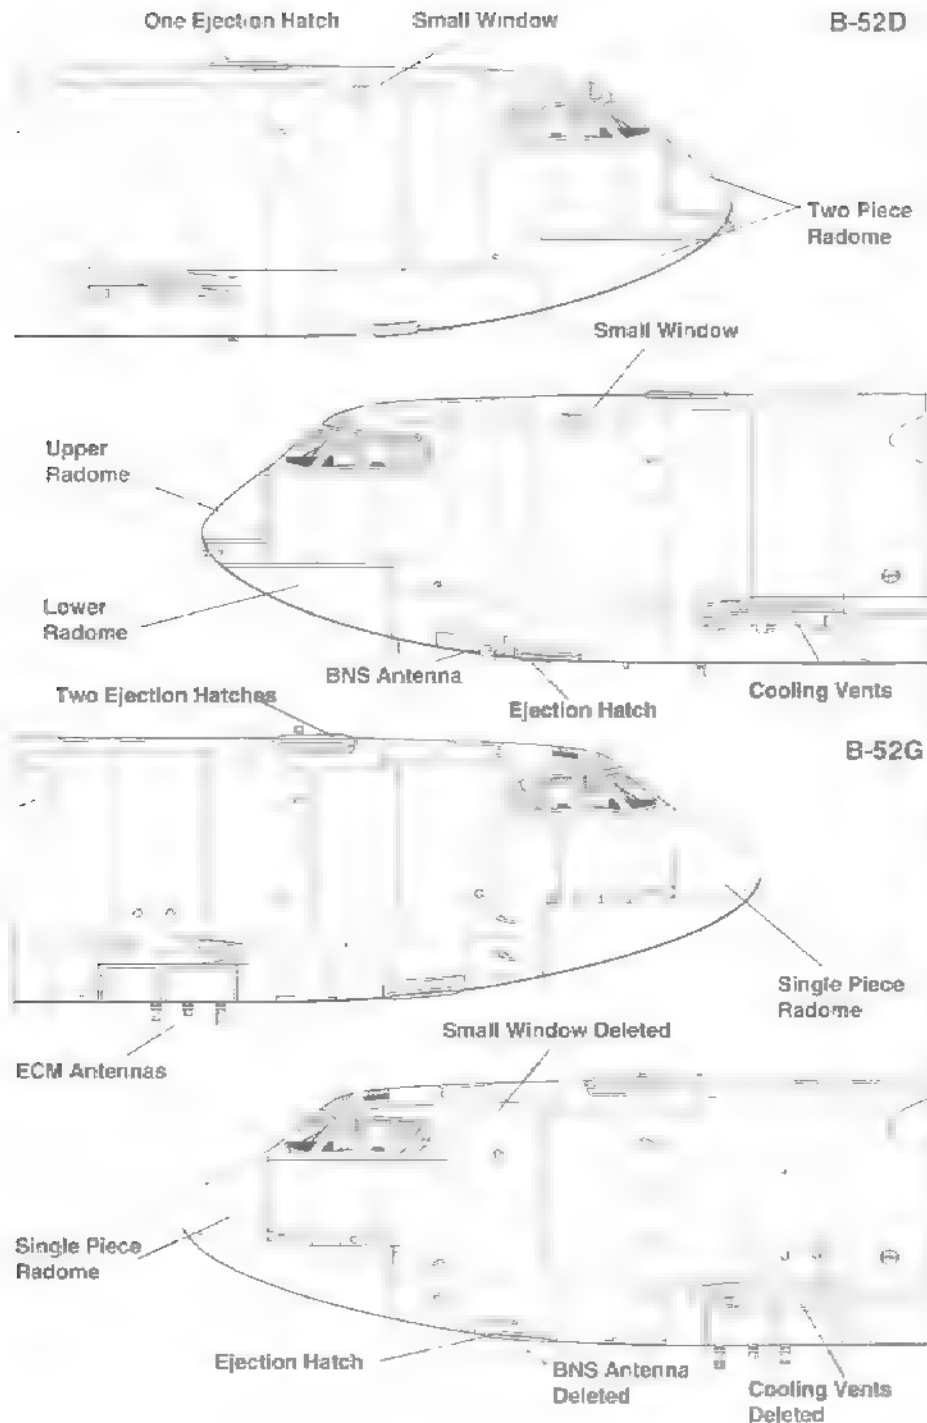 One Ejection Hatch
Small Window
B-52D
Two Piece
Radome
Small Window
Upper
Radome
Lower
Radome
BNS Antenna
Ejection Hatch
Cooling Vents
Two Ejection Hatches
B-52G
Single Piece
Radome
ECM Antennas
Small Window Deleted
Single Piece
Radome
Ejection Hatch
BNS Antenna
Deleted
Cooling Vents
Deleted